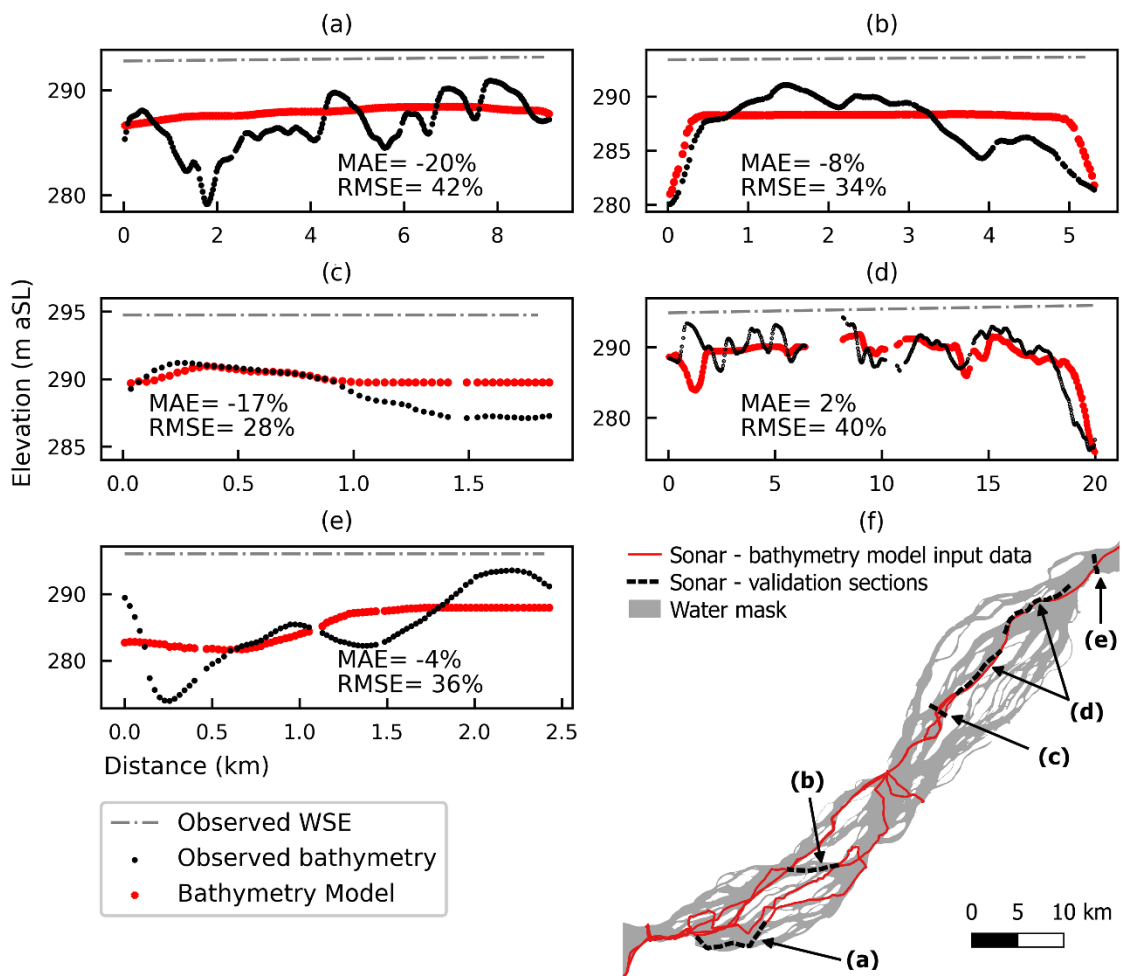 (a)
290
280
MAE= -20%
RMSE= 42%
0 2 4 6 8
(b)
290
285
280
MAE= -8%
RMSE= 34%
0 1 2 3 4 5
(c)
295
290
285
MAE= -17%
RMSE= 28%
0.0 0.5 1.0 1.5
(d)
290
280
MAE= 2%
RMSE= 40%
0 5 10 15 20
(e)
290
280
MAE= -4%
RMSE= 36%
0.0 0.5 1.0 1.5 2.0 2.5
Elevation (m aSL)
Distance (km)
Observed WSE
Observed bathymetry
Bathymetry Model
(f)
Sonar - bathymetry model input data
Sonar - validation sections
Water mask
(e)
(d)
(c)
(b)
(a)
0 5 10 km